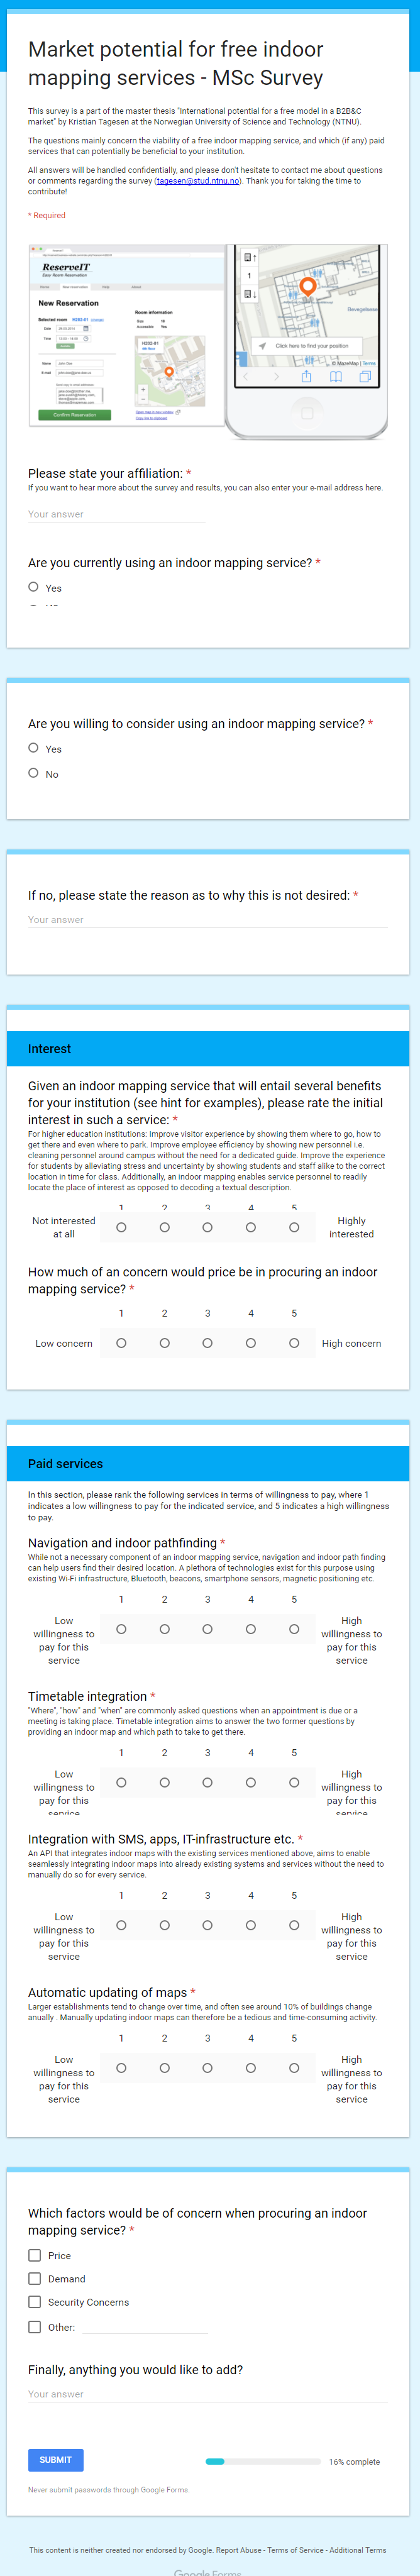 Market potential for free indoor
mapping services - MSc Survey
This survey is a part of the master thesis "International potential for a free model in a B2B&C
market" by Kristian Tagesen at the Norwegian University of Science and Technology (NTNU).
The questions mainly concern the viability of a free indoor mapping service, and which (if any) paid
services that can potentially be beneficial to your institution.
All answers will be handled confidentially, and please don't hesitate to contact me about questions
or comments regarding the survey (tagesen@stud.ntnu.no). Thank you for taking the time to
contribute!
* Required
ReserveIT
Easy Room Reservation
New Reservation
Selected room H202-01
Room information
Date
Time
Name
E-mail
H202-01
Confirm Reservation
1
Click here to find your position
© MazeMap | Terms
Please state your affiliation: *
If you want to hear more about the survey and results, you can also enter your e-mail address here.
Your answer
Are you currently using an indoor mapping service? *
Yes
Are you willing to consider using an indoor mapping service? *
Yes
No
If no, please state the reason as to why this is not desired: *
Your answer
Interest
Given an indoor mapping service that will entail several benefits
for your institution (see hint for examples), please rate the initial
interest in such a service: *
For higher education institutions: Improve visitor experience by showing them where to go, how to
get there and even where to park. Improve employee efficiency by showing new personnel i.e.
cleaning personnel around campus without the need for a dedicated guide. Improve the experience
for students by alleviating stress and uncertainty by showing students and staff alike to the correct
location in time for class. Additionally, an indoor mapping enables service personnel to readily
locate the place of interest as opposed to decoding a textual description.
1 2 3 4 5
Not interested
at all
Highly
interested
How much of an concern would price be in procuring an indoor
mapping service? *
1 2 3 4 5
Low concern
High concern
Paid services
In this section, please rank the following services in terms of willingness to pay, where 1
indicates a low willingness to pay for the indicated service, and 5 indicates a high willingness
to pay.
Navigation and indoor pathfinding *
While not a necessary component of an indoor mapping service, navigation and indoor path finding
can help users find their desired location. A plethora of technologies exist for this purpose using
existing Wi-Fi infrastructure, Bluetooth, beacons, smartphone sensors, magnetic positioning etc.
1 2 3 4 5
Low
willingness to
pay for this
service
High
willingness to
pay for this
service
Timetable integration *
"Where", "how" and "when" are commonly asked questions when an appointment is due or a
meeting is taking place. Timetable integration aims to answer the two former questions by
providing an indoor map and which path to take to get there.
1 2 3 4 5
Low
willingness to
pay for this
service
High
willingness to
pay for this
service
Integration with SMS, apps, IT-infrastructure etc. *
An API that integrates indoor maps with the existing services mentioned above, aims to enable
seamlessly integrating indoor maps into already existing systems and services without the need to
manually do so for every service.
1 2 3 4 5
Low
willingness to
pay for this
service
High
willingness to
pay for this
service
Automatic updating of maps *
Larger establishments tend to change over time, and often see around 10% of buildings change
anually . Manually updating indoor maps can therefore be a tedious and time-consuming activity.
1 2 3 4 5
Low
willingness to
pay for this
service
High
willingness to
pay for this
service
Which factors would be of concern when procuring an indoor
mapping service? *
Price
Demand
Security Concerns
Other:
Finally, anything you would like to add?
Your answer
SUBMIT
16% complete
Never submit passwords through Google Forms.
This content is neither created nor endorsed by Google. Report Abuse - Terms of Service - Additional Terms
Google Forms